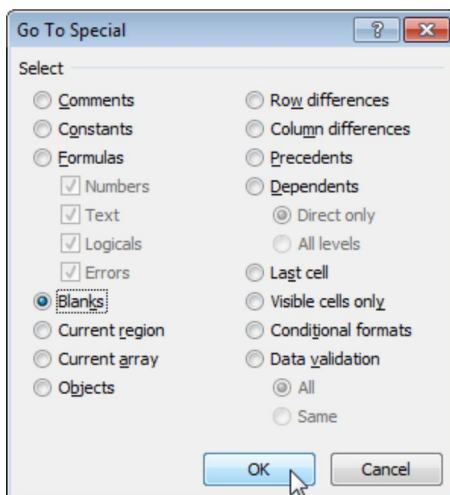 Go To Special
Select
Comments
Constants
Formulas
Numbers
Text
Logicals
Errors
Blanks
Current region
Current array
Objects
Row differences
Column differences
Precedents
Dependents
Direct only
All levels
Last cell
Visible cells only
Conditional formats
Data validation
All
Same
OK
Cancel